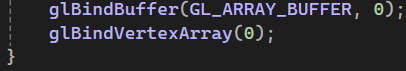 glBindBuffer(GL_ARRAY_BUFFER, 0);
glBindVertexArray(0);
}